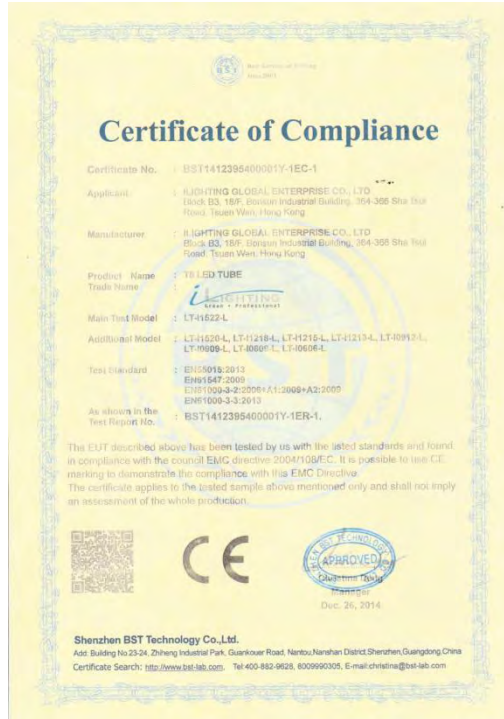 BST
Certificate of Compliance
Certificate No. : BST1412395400001Y-1EC-1
Applicant : ILIGHTING GLOBAL ENTERPRISE CO., LTD
Block B3, 18/F, Bonsun Industrial Building, 364-366 Sha Tsui
Road, Tsuen Wan, Hong Kong
Manufacturer : ILIGHTING GLOBAL ENTERPRISE CO., LTD
Block B3, 18/F, Bonsun Industrial Building, 364-366 Sha Tsui
Road, Tsuen Wan, Hong Kong
Product Name : T8 LED TUBE
Trade Name :
iLIGHTING
Green • Professional
Main Test Model : LT-I1522-L
Additional Model : LT-I1520-L, LT-I1218-L, LT-I1215-L, LT-I1213-L, LT-I0912-L,
LT-I0909-L, LT-I0608-L, LT-I0606-L
Test Standard : EN55015:2013
EN61547:2009
EN61000-3-2:2006+A1:2009+A2:2009
EN61000-3-3:2013
As shown in the
Test Report No. : BST1412395400001Y-1ER-1.
The EUT described above has been tested by us with the listed standards and found
in compliance with the council EMC directive 2004/108/EC. It is possible to use CE
marking to demonstrate the compliance with this EMC Directive.
The certificate applies to the tested sample above mentioned only and shall not imply
an assessment of the whole production.
CE
APPROVED
Manager
Dec. 26, 2014
Shenzhen BST Technology Co.,Ltd.
Add: Building No.23-24, Zhiheng Industrial Park, Guankouer Road, Nantou,Nanshan District,Shenzhen,Guangdong,China
Certificate Search: http://www.bst-lab.com, Tel:400-882-9628, 8009990305, E-mail:christina@bst-lab.com